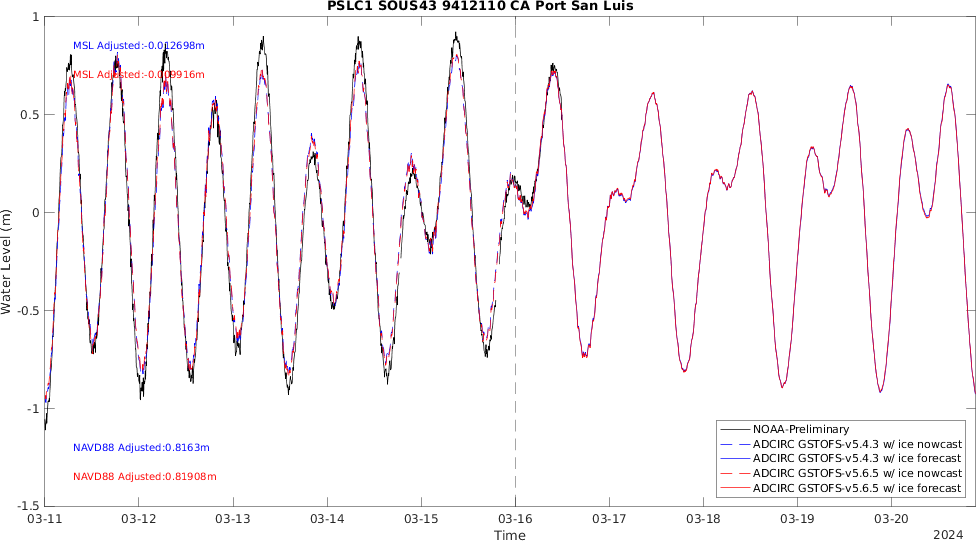 PSLC1 SOUS43 9412110 CA Port San Luis
1
MSL Adjusted:-0.012698m
MSL Adjusted:-0.009916m
0.5
0
Water Level (m)
-0.5
-1
NAVD88 Adjusted:0.8163m
NAVD88 Adjusted:0.81908m
-1.5
NOAA-Preliminary
ADCIRC GSTOFS-v5.4.3 w/ ice nowcast
ADCIRC GSTOFS-v5.4.3 w/ ice forecast
ADCIRC GSTOFS-v5.6.5 w/ ice nowcast
ADCIRC GSTOFS-v5.6.5 w/ ice forecast
03-11 03-12 03-13 03-14 03-15 03-16 03-17 03-18 03-19 03-20
Time
2024